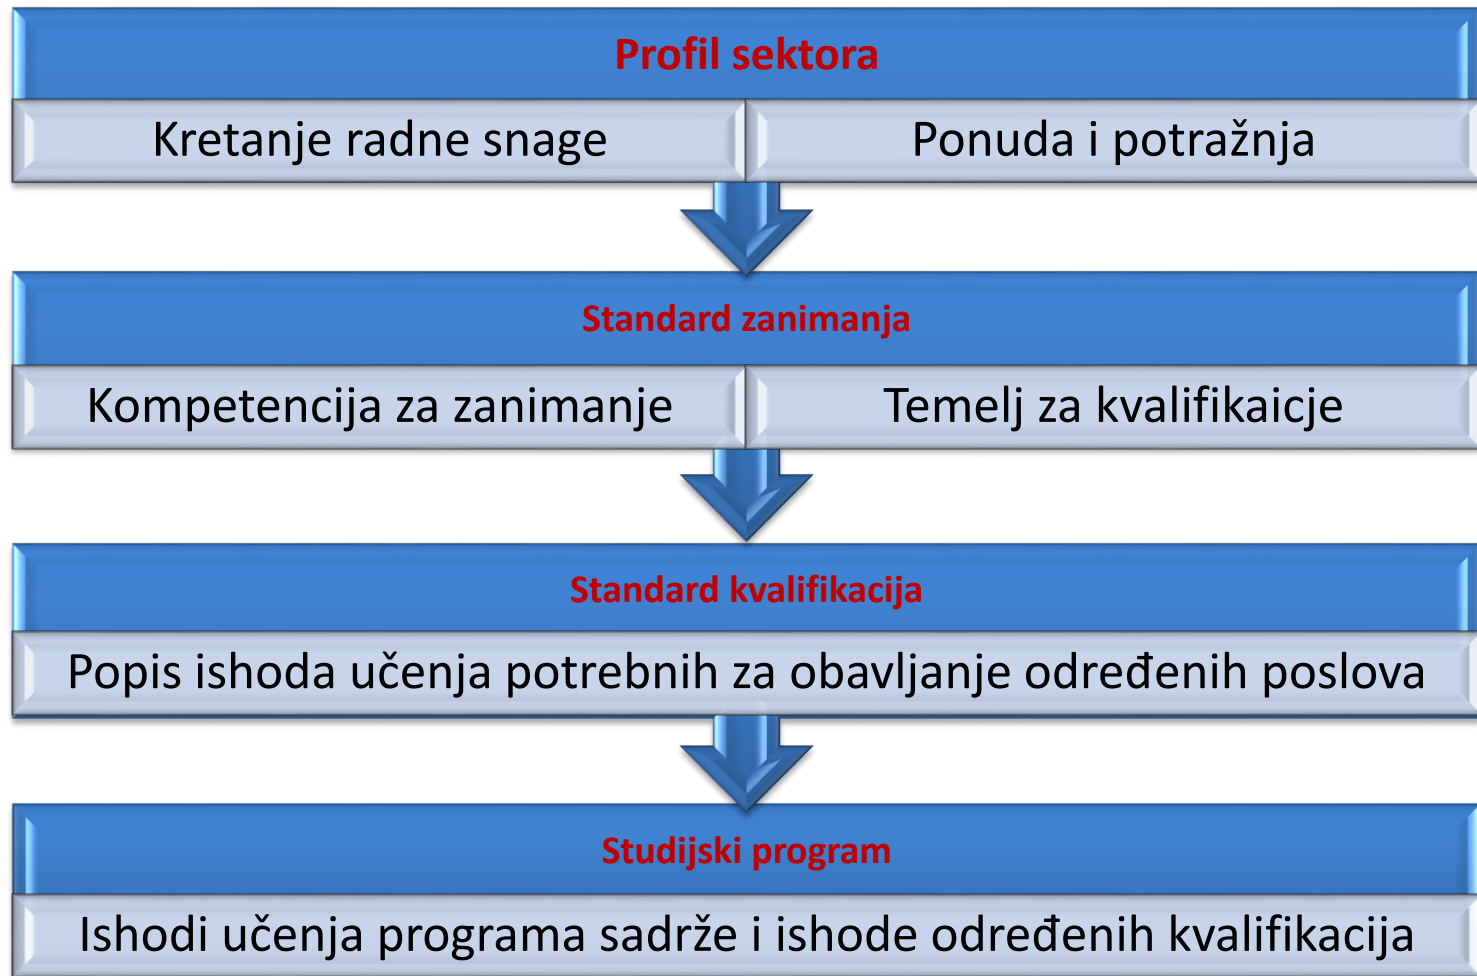 Profil sektora
Kretanje radne snage
Ponuda i potražnja
Standard zanimanja
Kompetencija za zanimanje
Temelj za kvalifikaicje
Standard kvalifikacija
Popis ishoda učenja potrebnih za obavljanje određenih poslova
Studijski program
Ishodi učenja programa sadrže i ishode određenih kvalifikacija